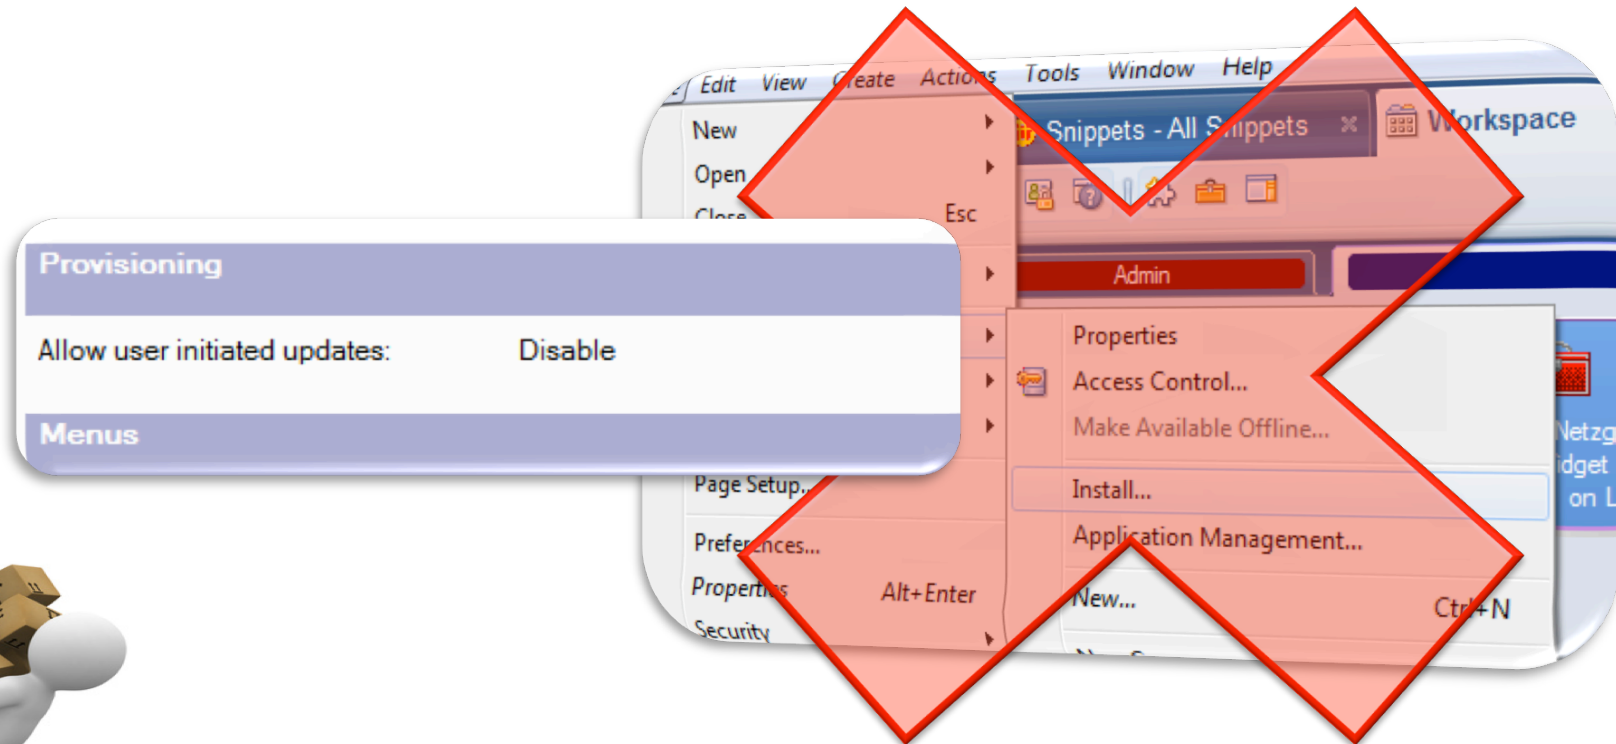 Edit View Create Actions Tools Window Help
New
Open
Close Esc
Snippets - All Snippets
Workspace
Admin
Provisioning
Allow user initiated updates: Disable
Menus
Properties
Access Control...
Make Available Offline...
Install...
Application Management...
New... Ctrl+N
Page Setup...
Preferences...
Properties Alt+Enter
Security
on L